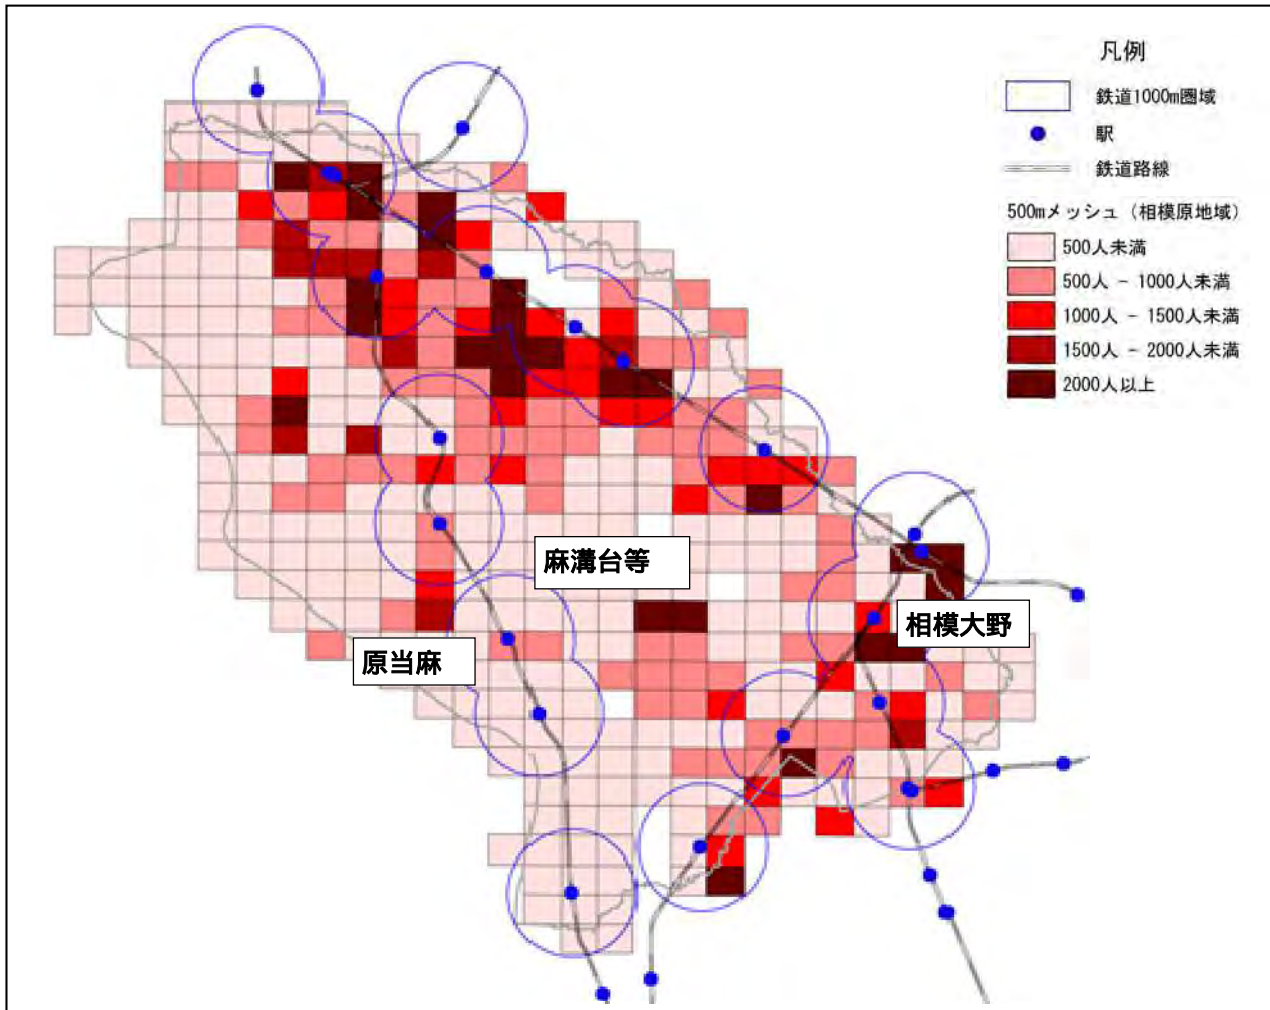 凡例
鉄道1000m圏域
駅
鉄道路線
500mメッシュ（相模原地域）
500人未満
500人 － 1000人未満
1000人 － 1500人未満
1500人 － 2000人未満
2000人以上
麻溝台等
相模大野
原当麻